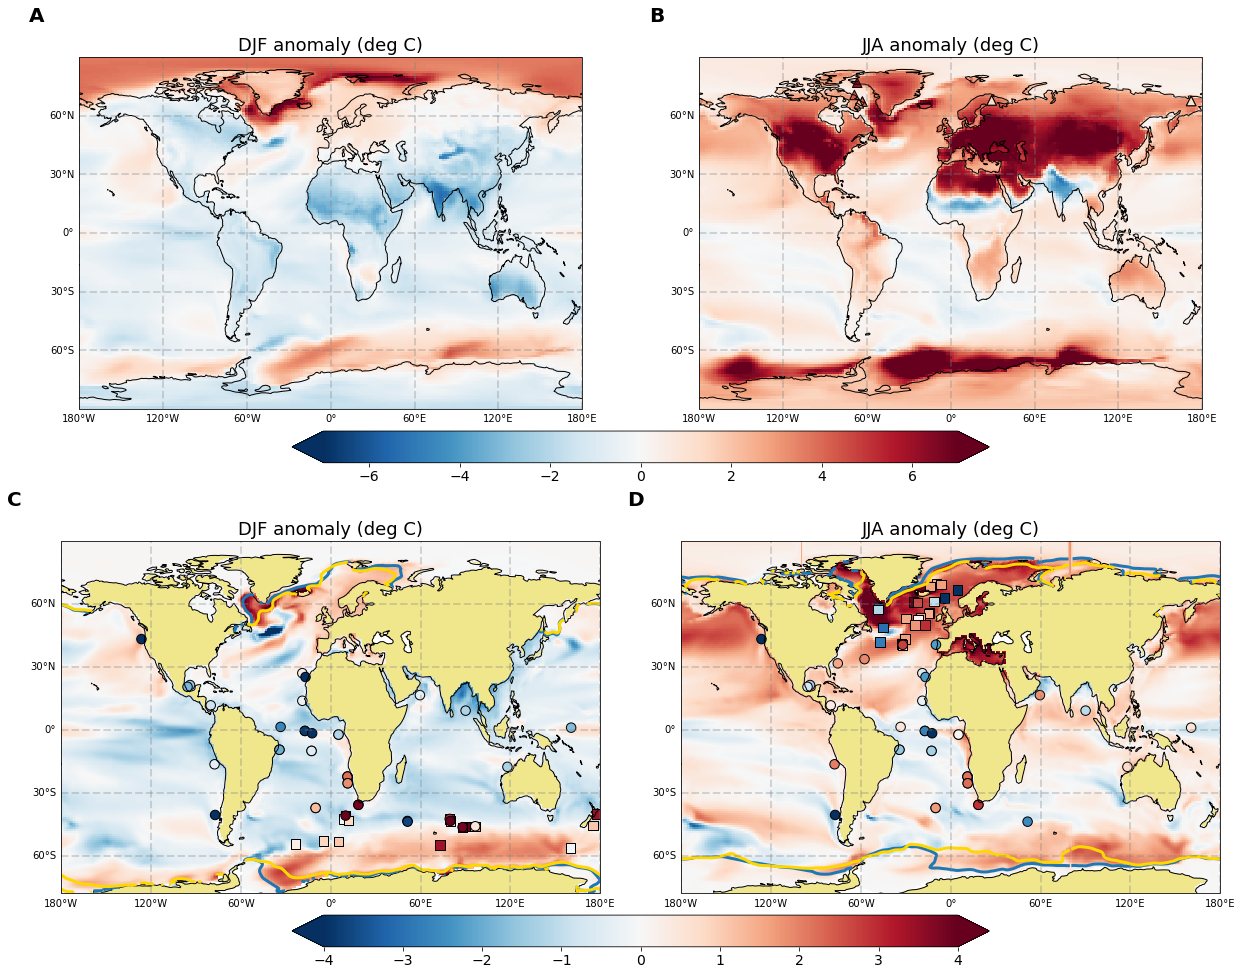 A
B
DJF anomaly (deg C)
JJA anomaly (deg C)
60°N
30°N
0°
30°S
60°S
180°W 120°W 60°W 0° 60°E 120°E 180°E
60°N
30°N
0°
30°S
60°S
180°W 120°W 60°W 0° 60°E 120°E 180°E
−6 −4 −2 0 2 4 6
C
D
DJF anomaly (deg C)
JJA anomaly (deg C)
60°N
30°N
0°
30°S
60°S
180°W 120°W 60°W 0° 60°E 120°E 180°E
60°N
30°N
0°
30°S
60°S
180°W 120°W 60°W 0° 60°E 120°E 180°E
−4 −3 −2 −1 0 1 2 3 4